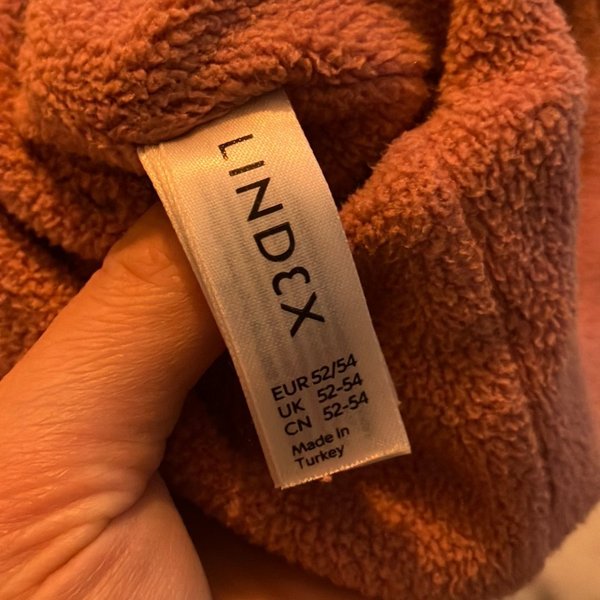 LINDEX
EUR 52/54
UK 52-54
CN 52-54
Made in
Turkey